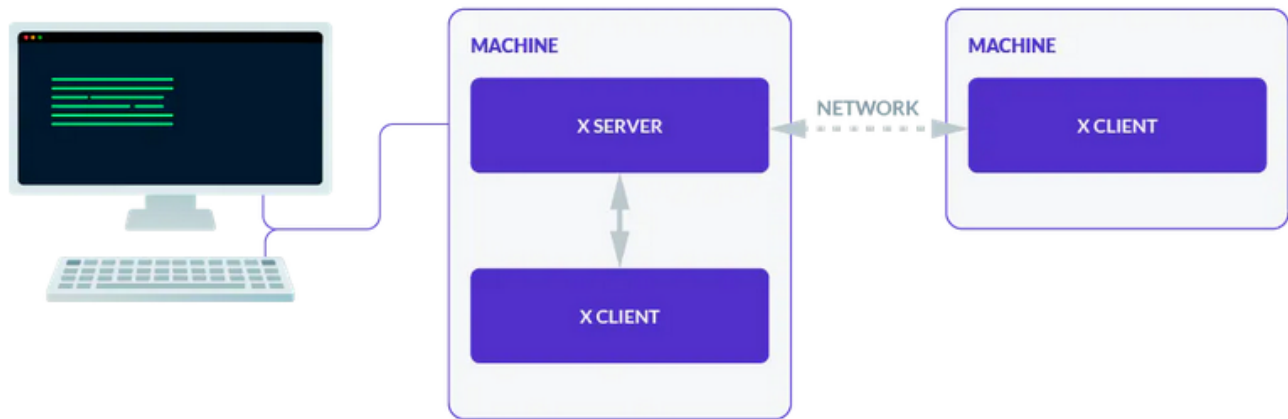 MACHINE
X SERVER
X CLIENT
NETWORK
MACHINE
X CLIENT